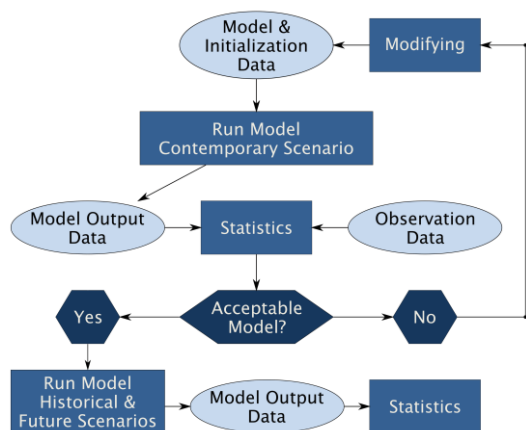 Model &
Initialization
Data
Modifying
Run Model
Contemporary Scenario
Model Output
Data
Statistics
Observation
Data
Yes
Acceptable
Model?
No
Run Model
Historical &
Future Scenarios
Model Output
Data
Statistics